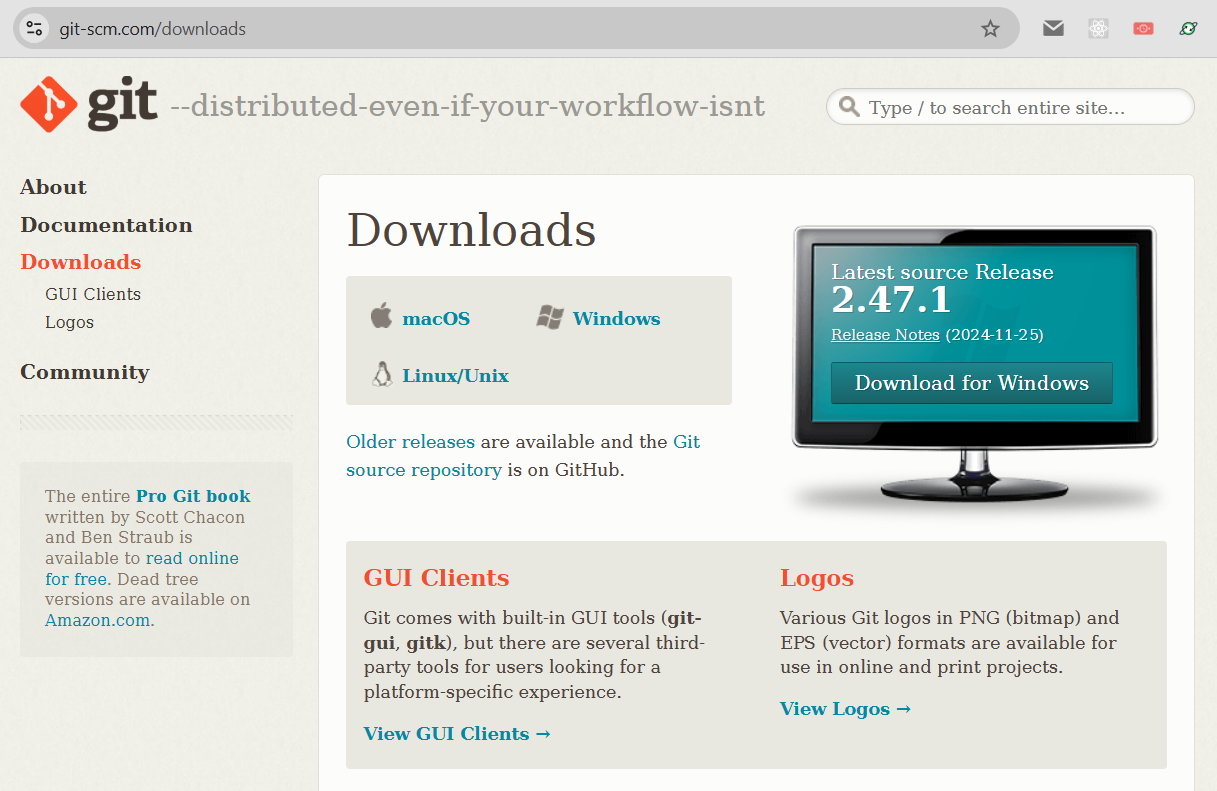 git-scm.com/downloads
git --distributed-even-if-your-workflow-isnt
Type / to search entire site...
About
Documentation
Downloads
GUI Clients
Logos
Community
The entire Pro Git book
written by Scott Chacon
and Ben Straub is
available to read online
for free. Dead tree
versions are available on
Amazon.com.
Downloads
macOS
Windows
Linux/Unix
Older releases are available and the Git
source repository is on GitHub.
Latest source Release
2.47.1
Release Notes (2024-11-25)
Download for Windows
GUI Clients
Git comes with built-in GUI tools (git-
gui, gitk), but there are several third-
party tools for users looking for a
platform-specific experience.
View GUI Clients →
Logos
Various Git logos in PNG (bitmap) and
EPS (vector) formats are available for
use in online and print projects.
View Logos →